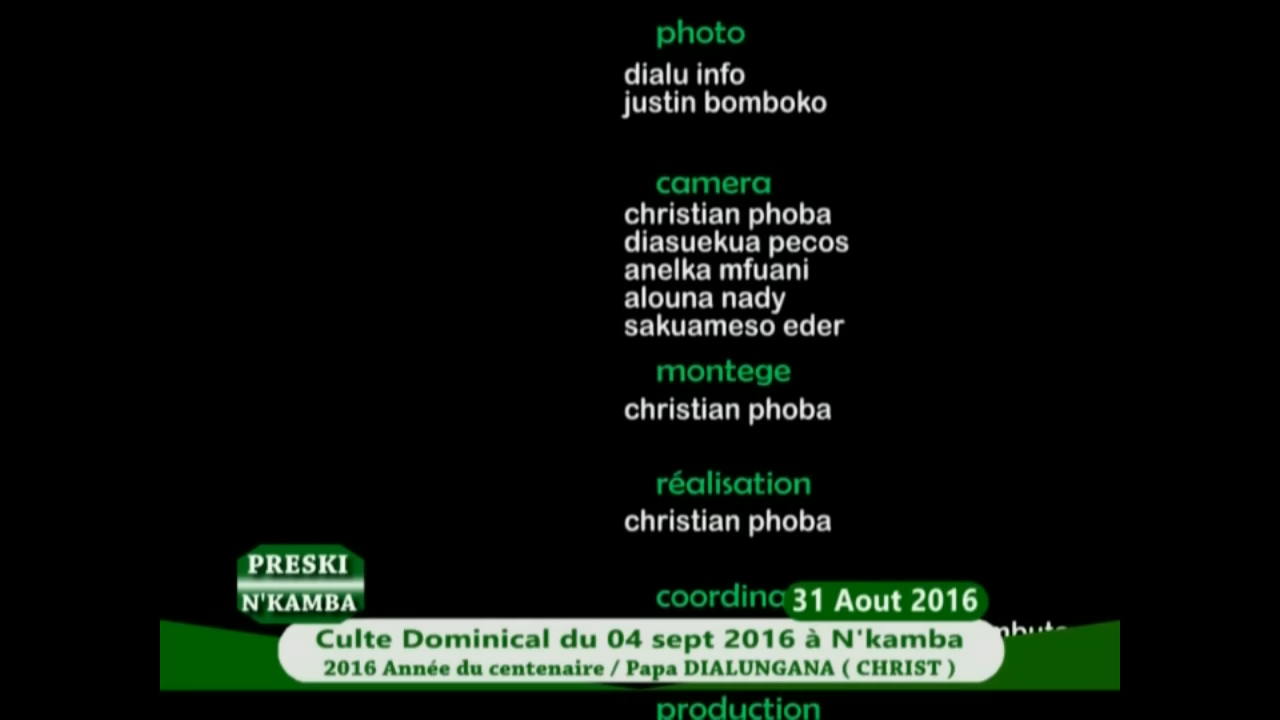 photo
dialu info
justin bomboko
camera
christian phoba
diasuekua pecos
anelka mfuani
alouna nady
sakuameso eder
montege
christian phoba
réalisation
christian phoba
PRESKI
N'KAMBA
31 Aout 2016
Culte Dominical du 04 sept 2016 à N'kamba
2016 Année du centenaire / Papa DIALUNGANA ( CHRIST )
production